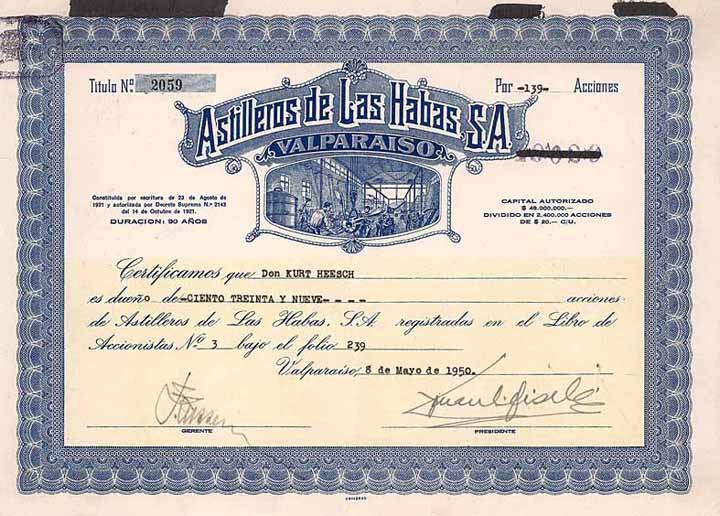 Título Nº 2059
Por -139- Acciones
Astilleros de Las Habas, S.A.
VALPARAISO
Constituída por escritura de 23 de Agosto de
1921 y autorizada por Decreto Supremo N.º 2143
del 14 de Octubre de 1921.
DURACION: 90 AÑOS
CAPITAL AUTORIZADO
$ 48.000.000.—
DIVIDIDO EN 2.400.000 ACCIONES
DE $ 20.— C/U.
Certificamos que Don KURT HEESCH
es dueño de -CIENTO TREINTA Y NUEVE- - - - acciones
de Astilleros de Las Habas, S.A. registradas en el Libro de
Accionistas Nº 3 bajo el folio 239
Valparaíso, 8 de Mayo de 1950.
GERENTE
PRESIDENTE